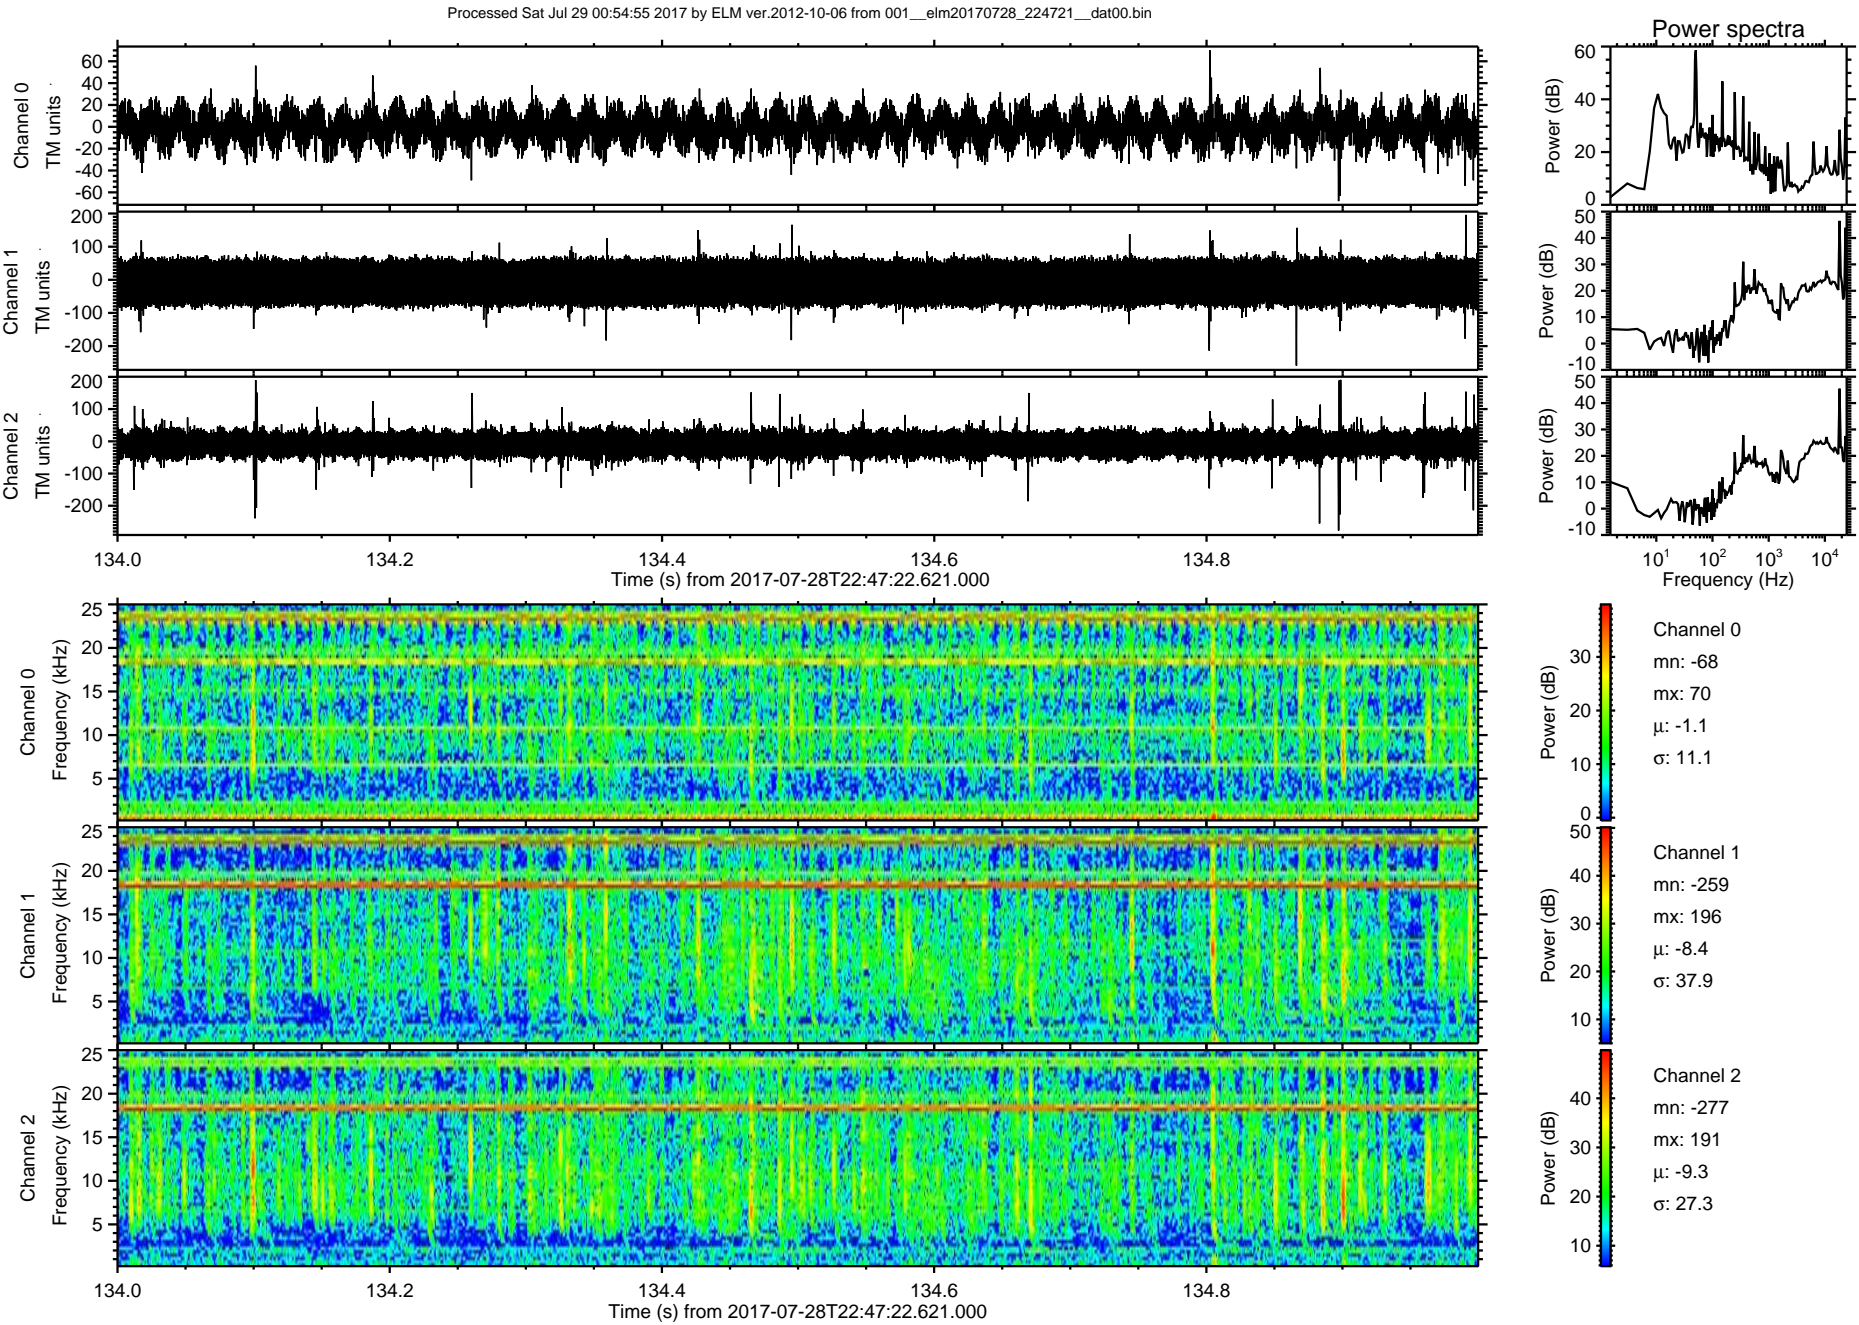 Processed Sat Jul 29 00:54:55 2017 by ELM ver.2012-10-06 from 001__elm20170728_224721__dat00.bin
Power spectra
Channel 0
TM units
60
40
20
0
-20
-40
-60
Power (dB)
60
40
20
0
Channel 1
TM units
200
100
0
-100
-200
Power (dB)
50
40
30
20
10
0
-10
Channel 2
TM units
200
100
0
-100
-200
Power (dB)
50
40
30
20
10
0
-10
134.0 134.2 134.4 134.6 134.8
Time (s) from 2017-07-28T22:47:22.621.000
10¹ 10² 10³ 10⁴
Frequency (Hz)
Channel 0
Frequency (kHz)
25
20
15
10
5
Power (dB)
30
20
10
0
Channel 0
mn: -68
mx: 70
μ: -1.1
σ: 11.1
Channel 1
Frequency (kHz)
25
20
15
10
5
Power (dB)
50
40
30
20
10
Channel 1
mn: -259
mx: 196
μ: -8.4
σ: 37.9
Channel 2
Frequency (kHz)
25
20
15
10
5
Power (dB)
40
30
20
10
Channel 2
mn: -277
mx: 191
μ: -9.3
σ: 27.3
134.0 134.2 134.4 134.6 134.8
Time (s) from 2017-07-28T22:47:22.621.000